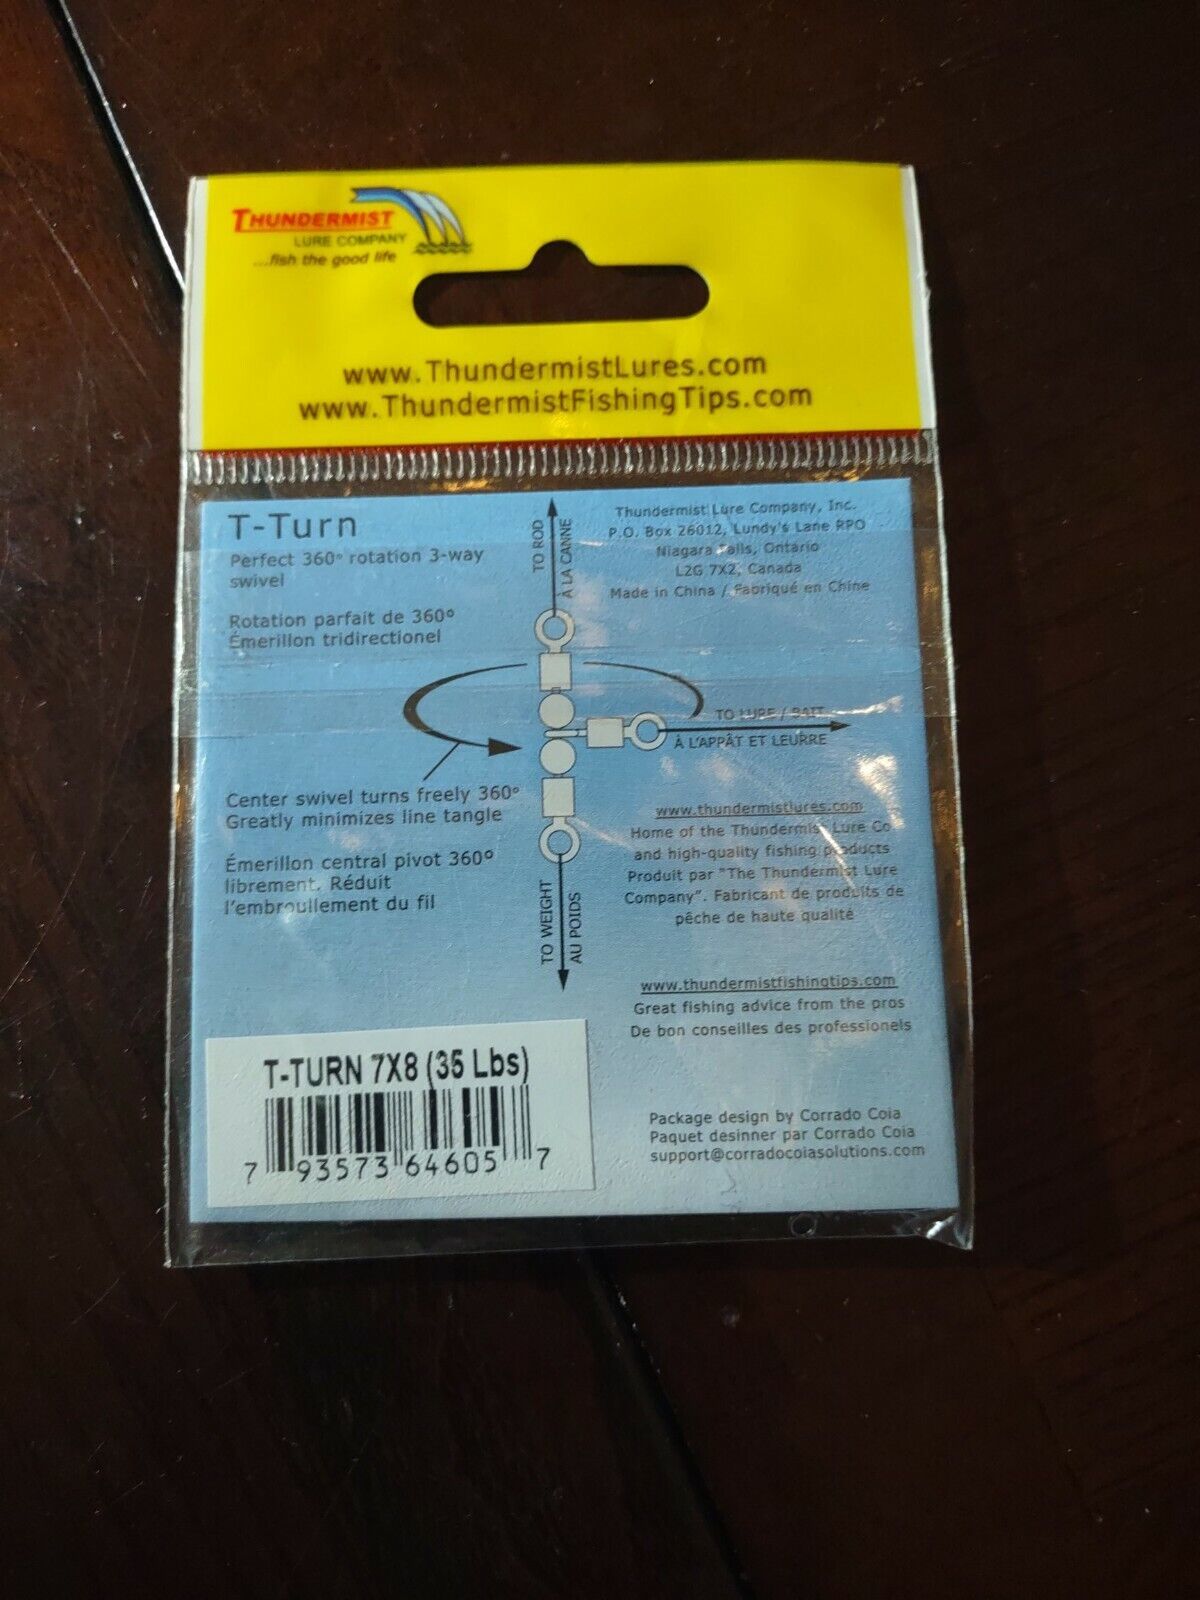 THUNDERMIST
LURE COMPANY
...fish the good life
www.ThundermistLures.com
www.ThundermistFishingTips.com
T-Turn
Perfect 360° rotation 3-way
swivel
Rotation parfait de 360°
Émerillon tridirectionel
TO ROD
À LA CANNE
Thundermist Lure Company, Inc.
P.O. Box 26012, Lundy's Lane RPO
Niagara Falls, Ontario
L2G 7X2, Canada
Made in China / Fabriqué en Chine
TO LURE / BAIT
À L'APPÂT ET LEURRE
Center swivel turns freely 360°
Greatly minimizes line tangle
Émerillon central pivot 360°
librement. Réduit
l'embrouillement du fil
TO WEIGHT
AU POIDS
www.thundermistlures.com
Home of the Thundermist Lure Co
and high-quality fishing products
Produit par "The Thundermist Lure
Company". Fabricant de produits de
pêche de haute qualité
www.thundermistfishingtips.com
Great fishing advice from the pros
De bon conseilles des professionels
T-TURN 7X8 (35 Lbs)
7 93573 64605 7
Package design by Corrado Coia
Paquet desinner par Corrado Coia
support@corradocoiasolutions.com